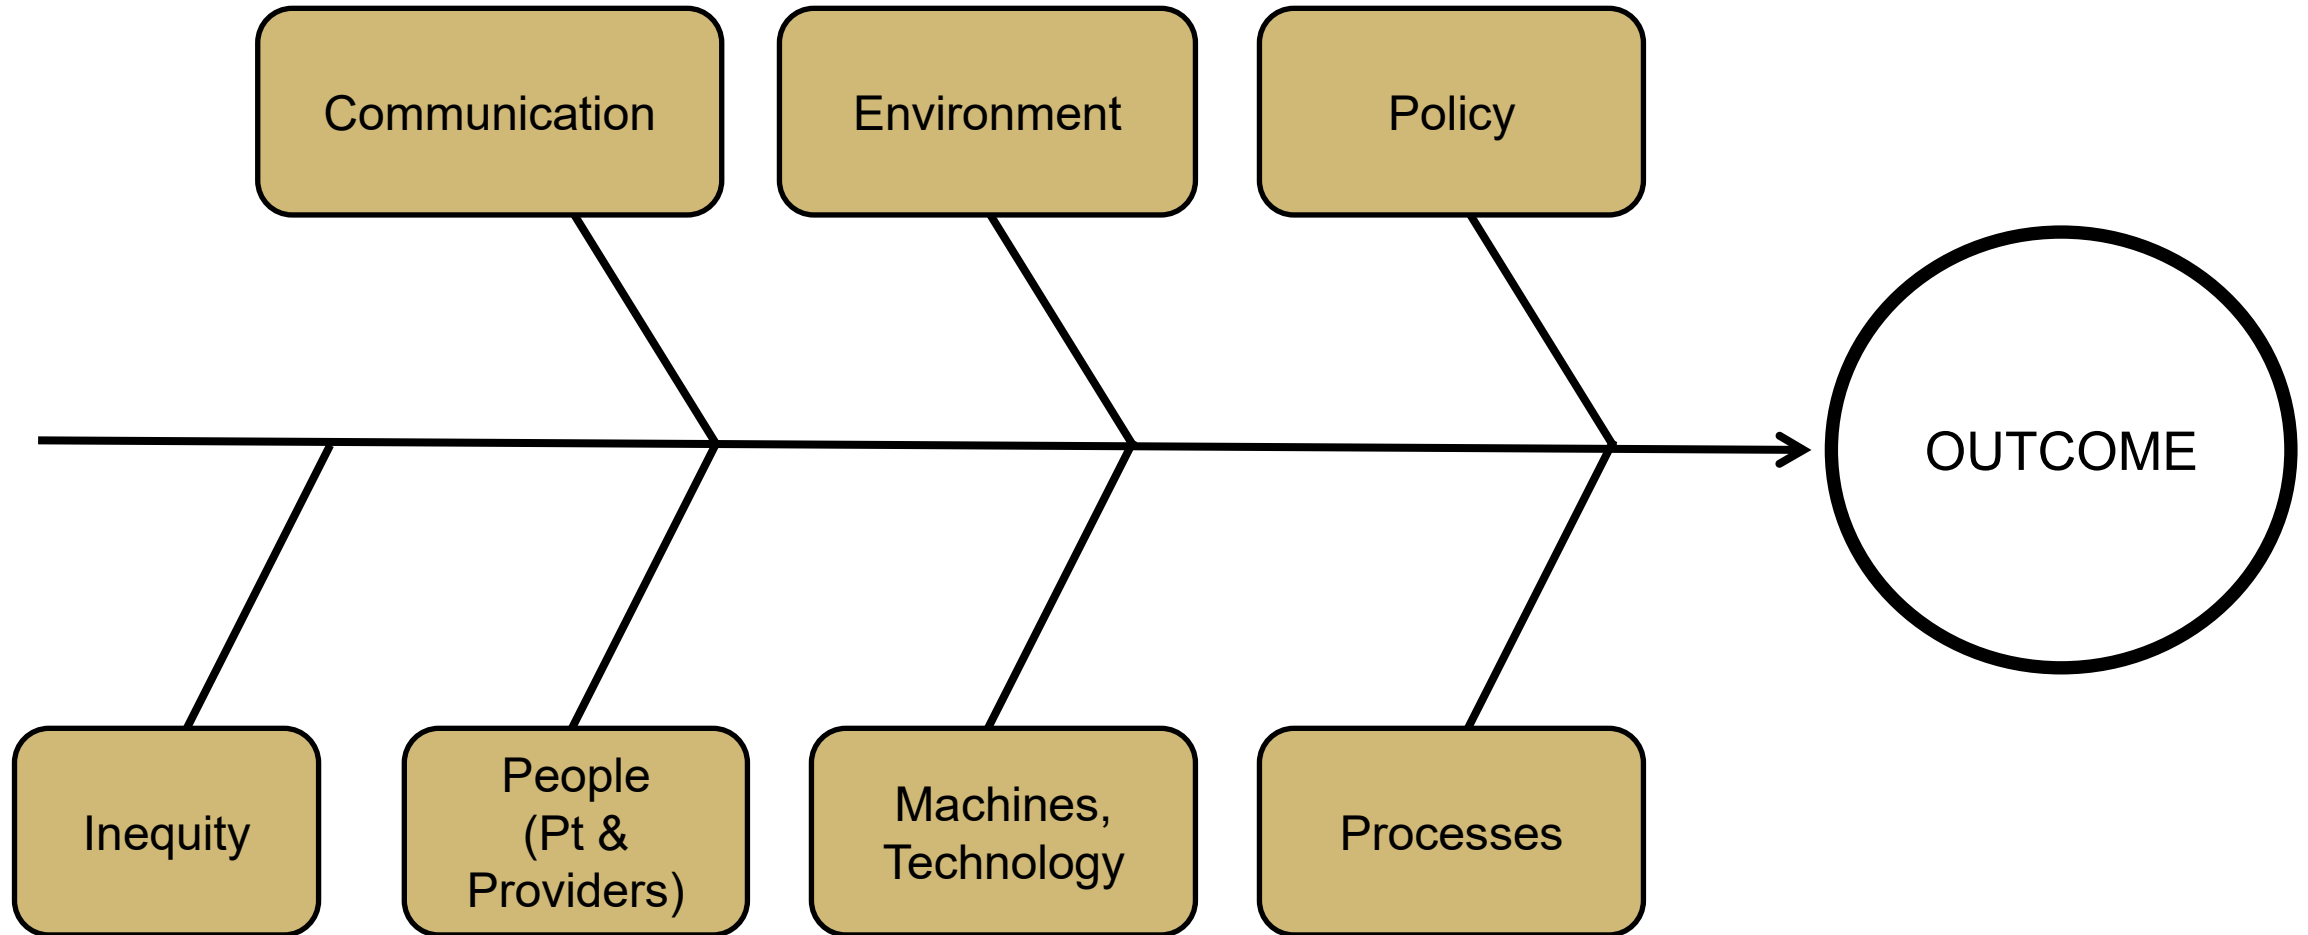 Communication
Environment
Policy
OUTCOME
Inequity
People
(Pt &
Providers)
Machines,
Technology
Processes